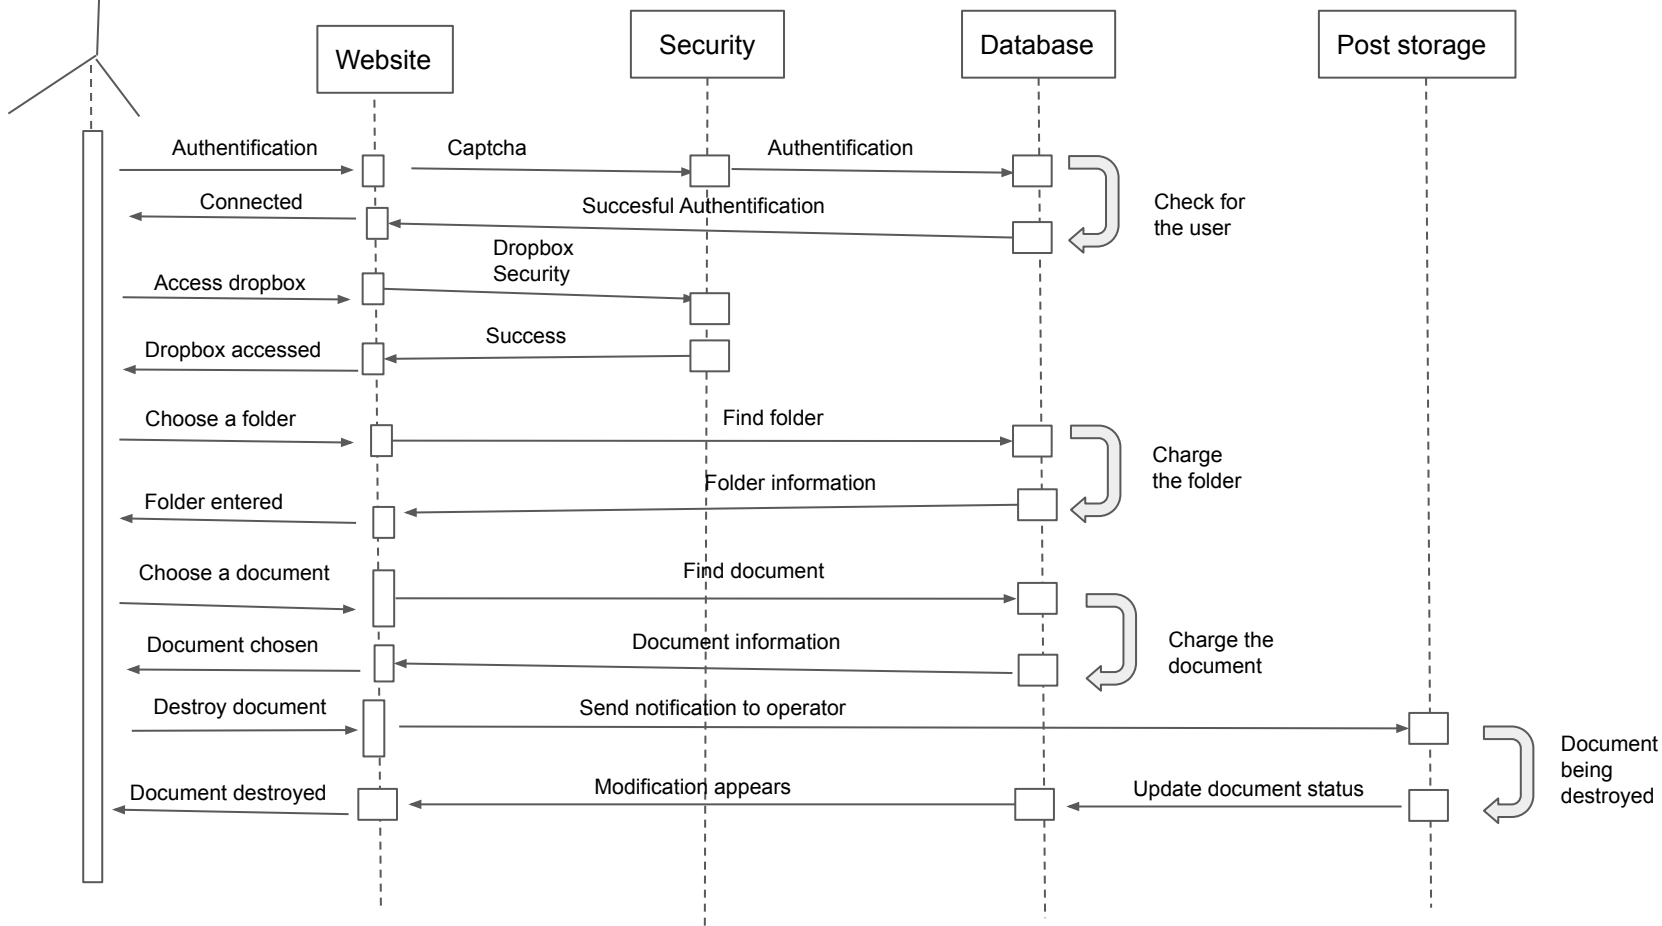 Website
Security
Database
Post storage
Authentification
Captcha
Authentification
Connected
Succesful Authentification
Check for
the user
Dropbox
Security
Access dropbox
Success
Dropbox accessed
Choose a folder
Find folder
Charge
the folder
Folder information
Folder entered
Choose a document
Find document
Document chosen
Document information
Charge the
document
Destroy document
Send notification to operator
Document
being
destroyed
Document destroyed
Modification appears
Update document status